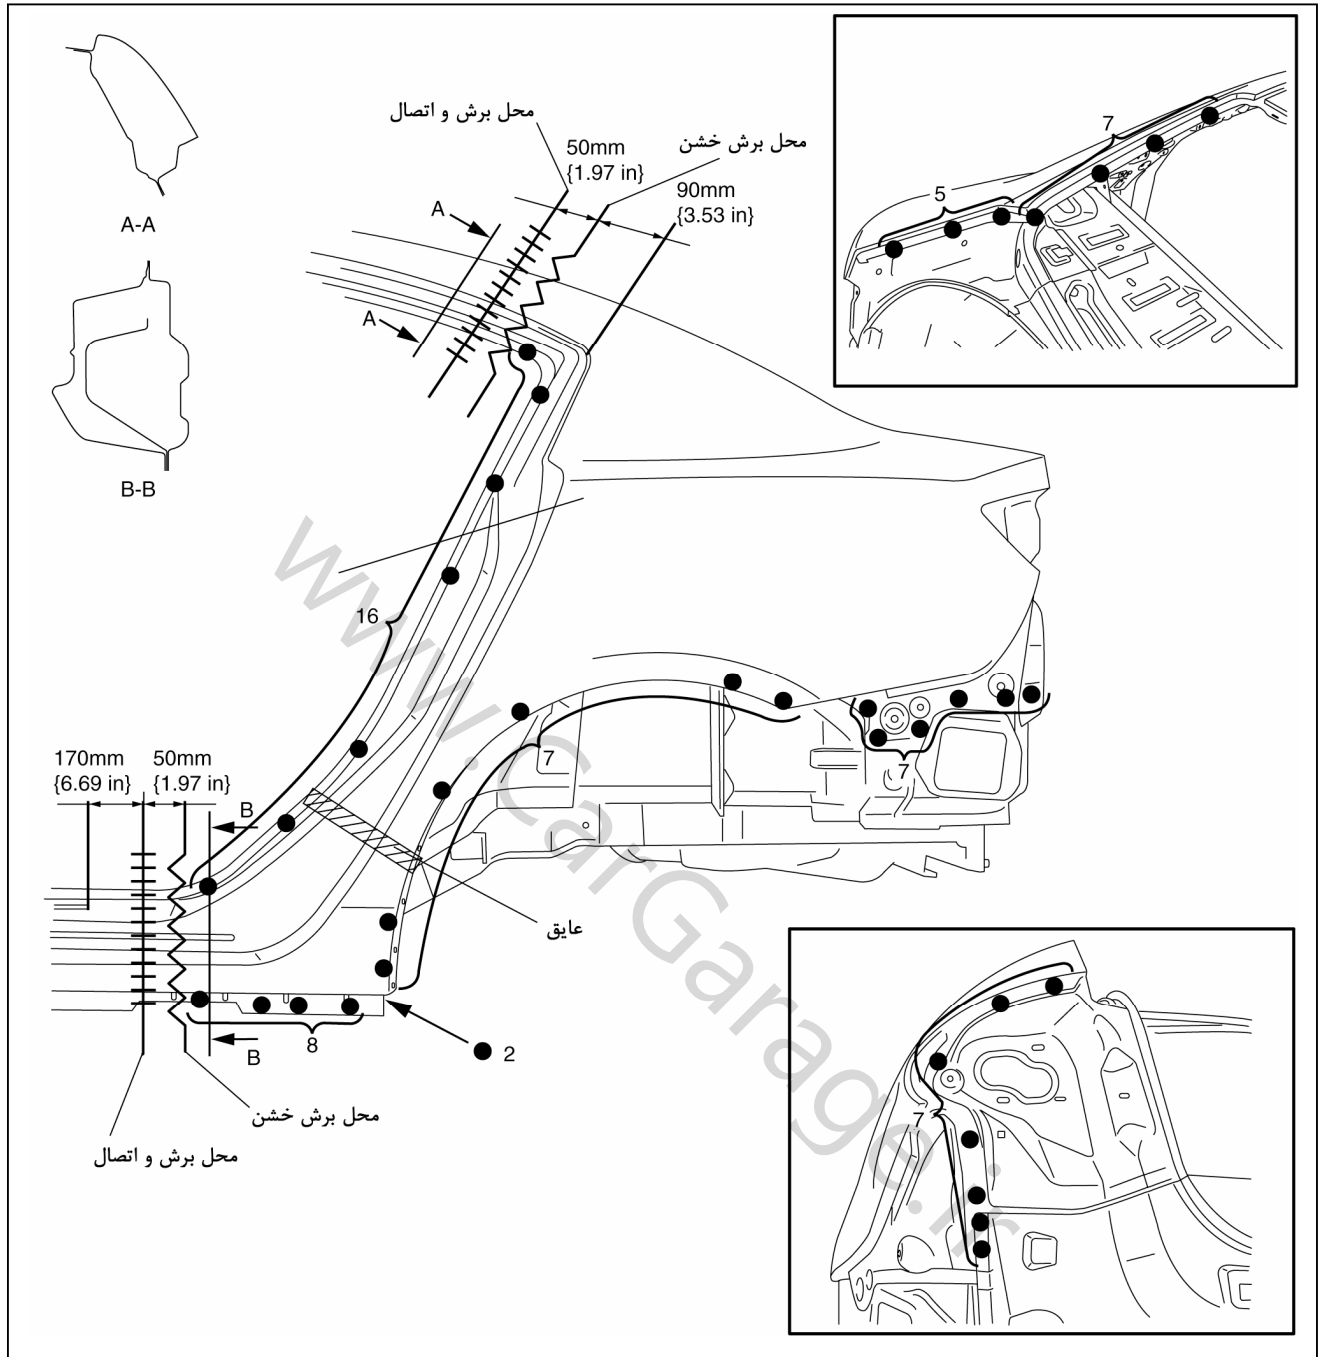 محل برش و اتصال
50mm
{1.97 in}
محل برش خشن
90mm
{3.53 in}
A
A
A-A
B-B
7
5
16
7
7
170mm
{6.69 in}
50mm
{1.97 in}
B
عایق
B
8
2
محل برش خشن
محل برش و اتصال
7
www.CarGarage.ir